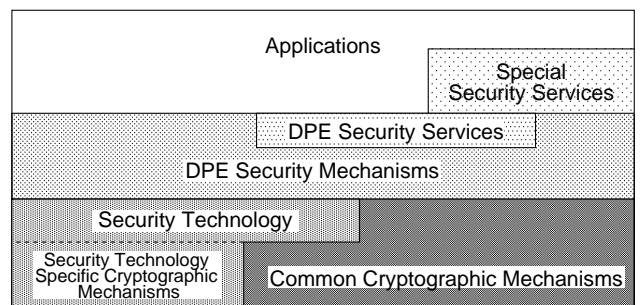 Applications
Special
Security Services
DPE Security Services
DPE Security Mechanisms
Security Technology
Security Technology
Specific Cryptographic
Mechanisms
Common Cryptographic Mechanisms